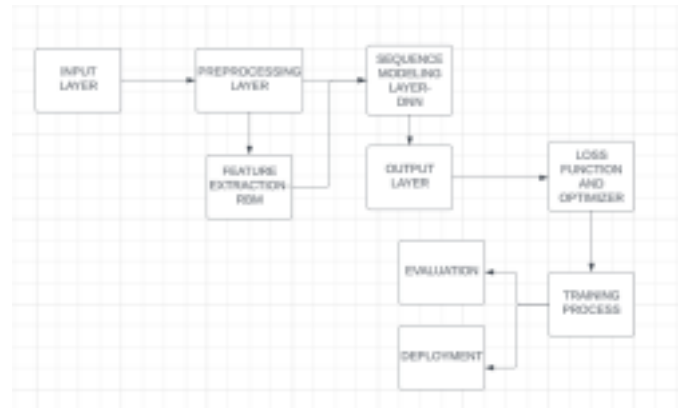 INPUT
LAYER
PREPROCESSING
LAYER
SEQUENCE
MODELING
LAYER-
DNN
FEATURE
EXTRACTION
RBM
OUTPUT
LAYER
LOSS
FUNCTION
AND
OPTIMIZER
EVALUATION
TRAINING
PROCESS
DEPLOYMENT